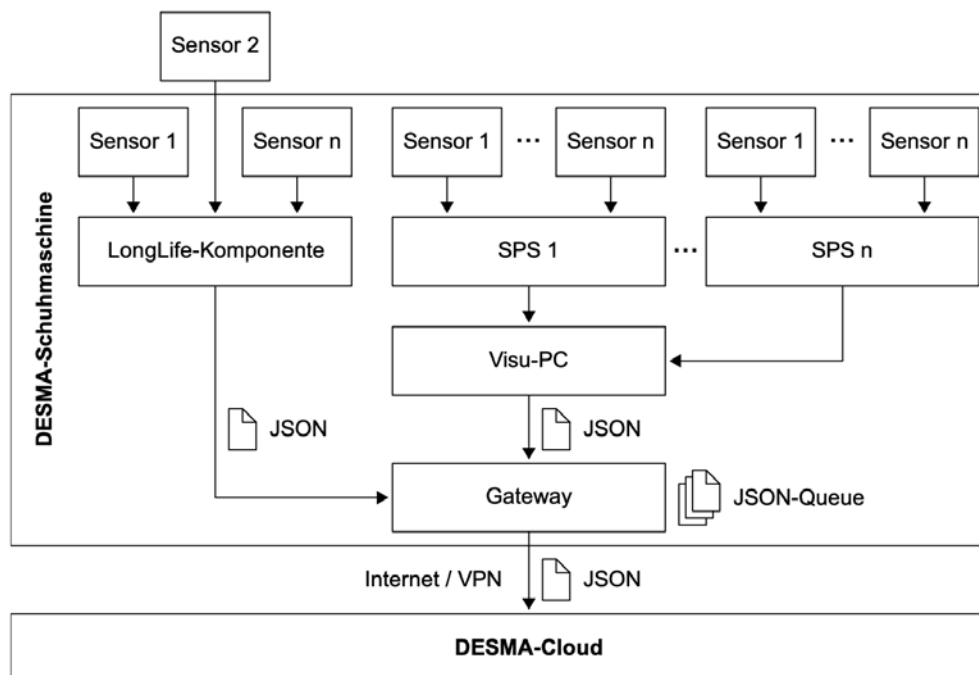 Sensor 2
Sensor 1
Sensor n
Sensor 1
...
Sensor n
Sensor 1
...
Sensor n
LongLife-Komponente
SPS 1
...
SPS n
DESMA-Schuhmaschine
Visu-PC
JSON
JSON
Gateway
JSON-Queue
Internet / VPN
JSON
DESMA-Cloud